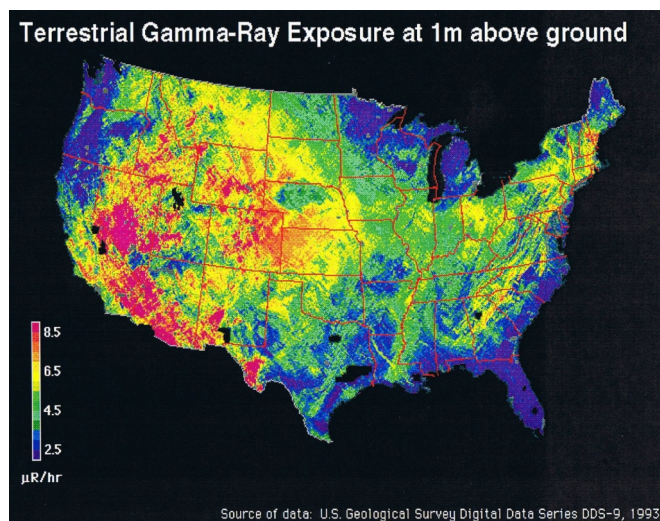 Terrestrial Gamma-Ray Exposure at 1m above ground
8.5
6.5
4.5
2.5
μR/hr
Source of data: U.S. Geological Survey Digital Data Series DDS-9, 1993